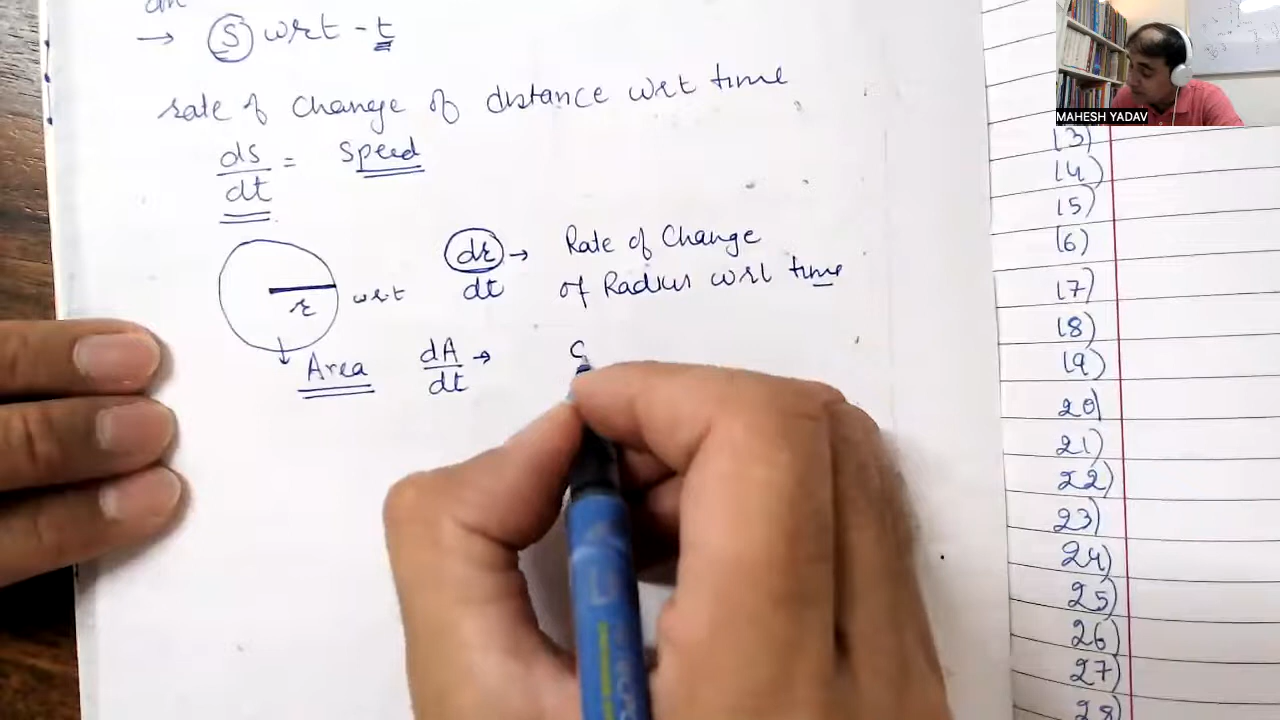 → S wrt - t
rate of change of distance wrt time
ds/dt = Speed
dr/dt → Rate of Change
of Radius wrt time
r wrt
Area dA/dt → C
MAHESH YADAV
13)
14)
15)
16)
17)
18)
19)
20)
21)
22)
23)
24)
25)
26)
27)
28